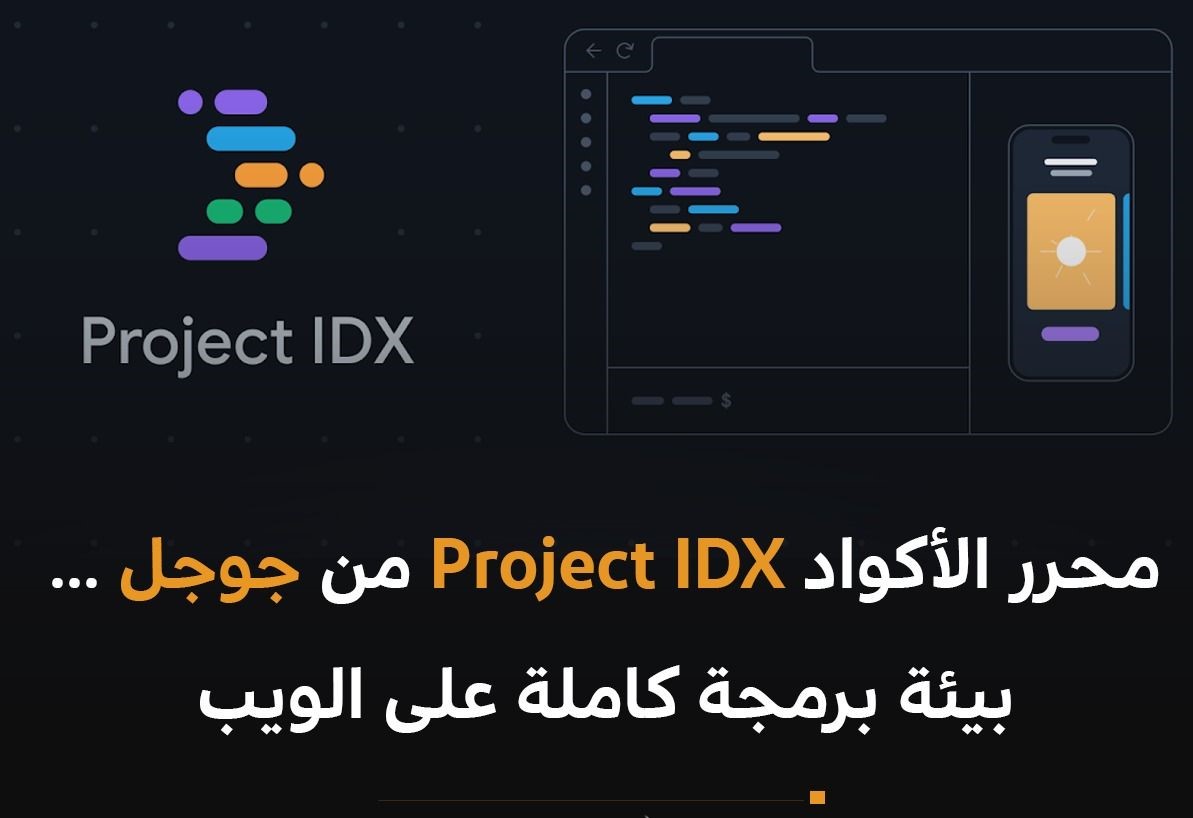 Project IDX
$
محرر الأكواد Project IDX من جوجل ...
بيئة برمجة كاملة على الويب